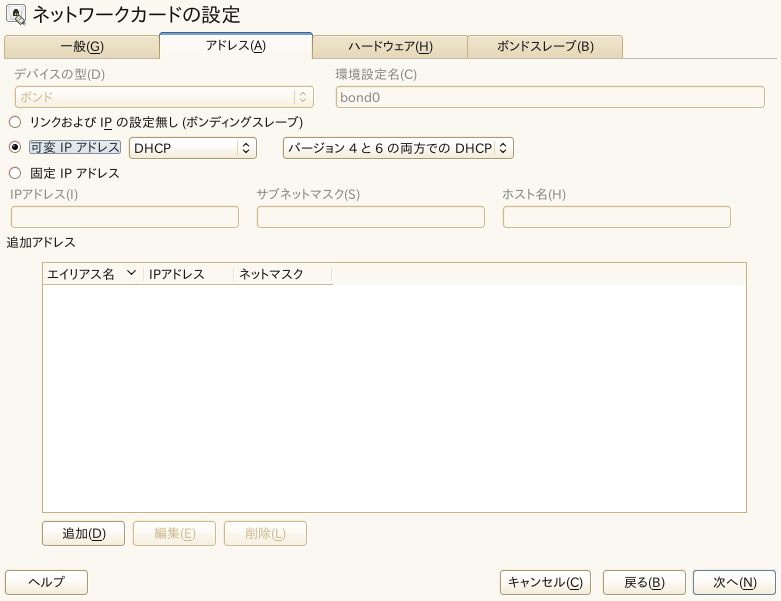 ネットワークカードの設定
一般(G) アドレス(A) ハードウェア(H) ボンドスレーブ(B)
デバイスの型(D) 環境設定名(C)
ボンド bond0
リンクおよび IP の設定無し (ボンディングスレーブ)
可変 IP アドレス DHCP バージョン 4 と 6 の両方での DHCP
固定 IP アドレス
IPアドレス(I) サブネットマスク(S) ホスト名(H)
追加アドレス
エイリアス名 IPアドレス ネットマスク
追加(D) 編集(E) 削除(L)
ヘルプ キャンセル(C) 戻る(B) 次へ(N)